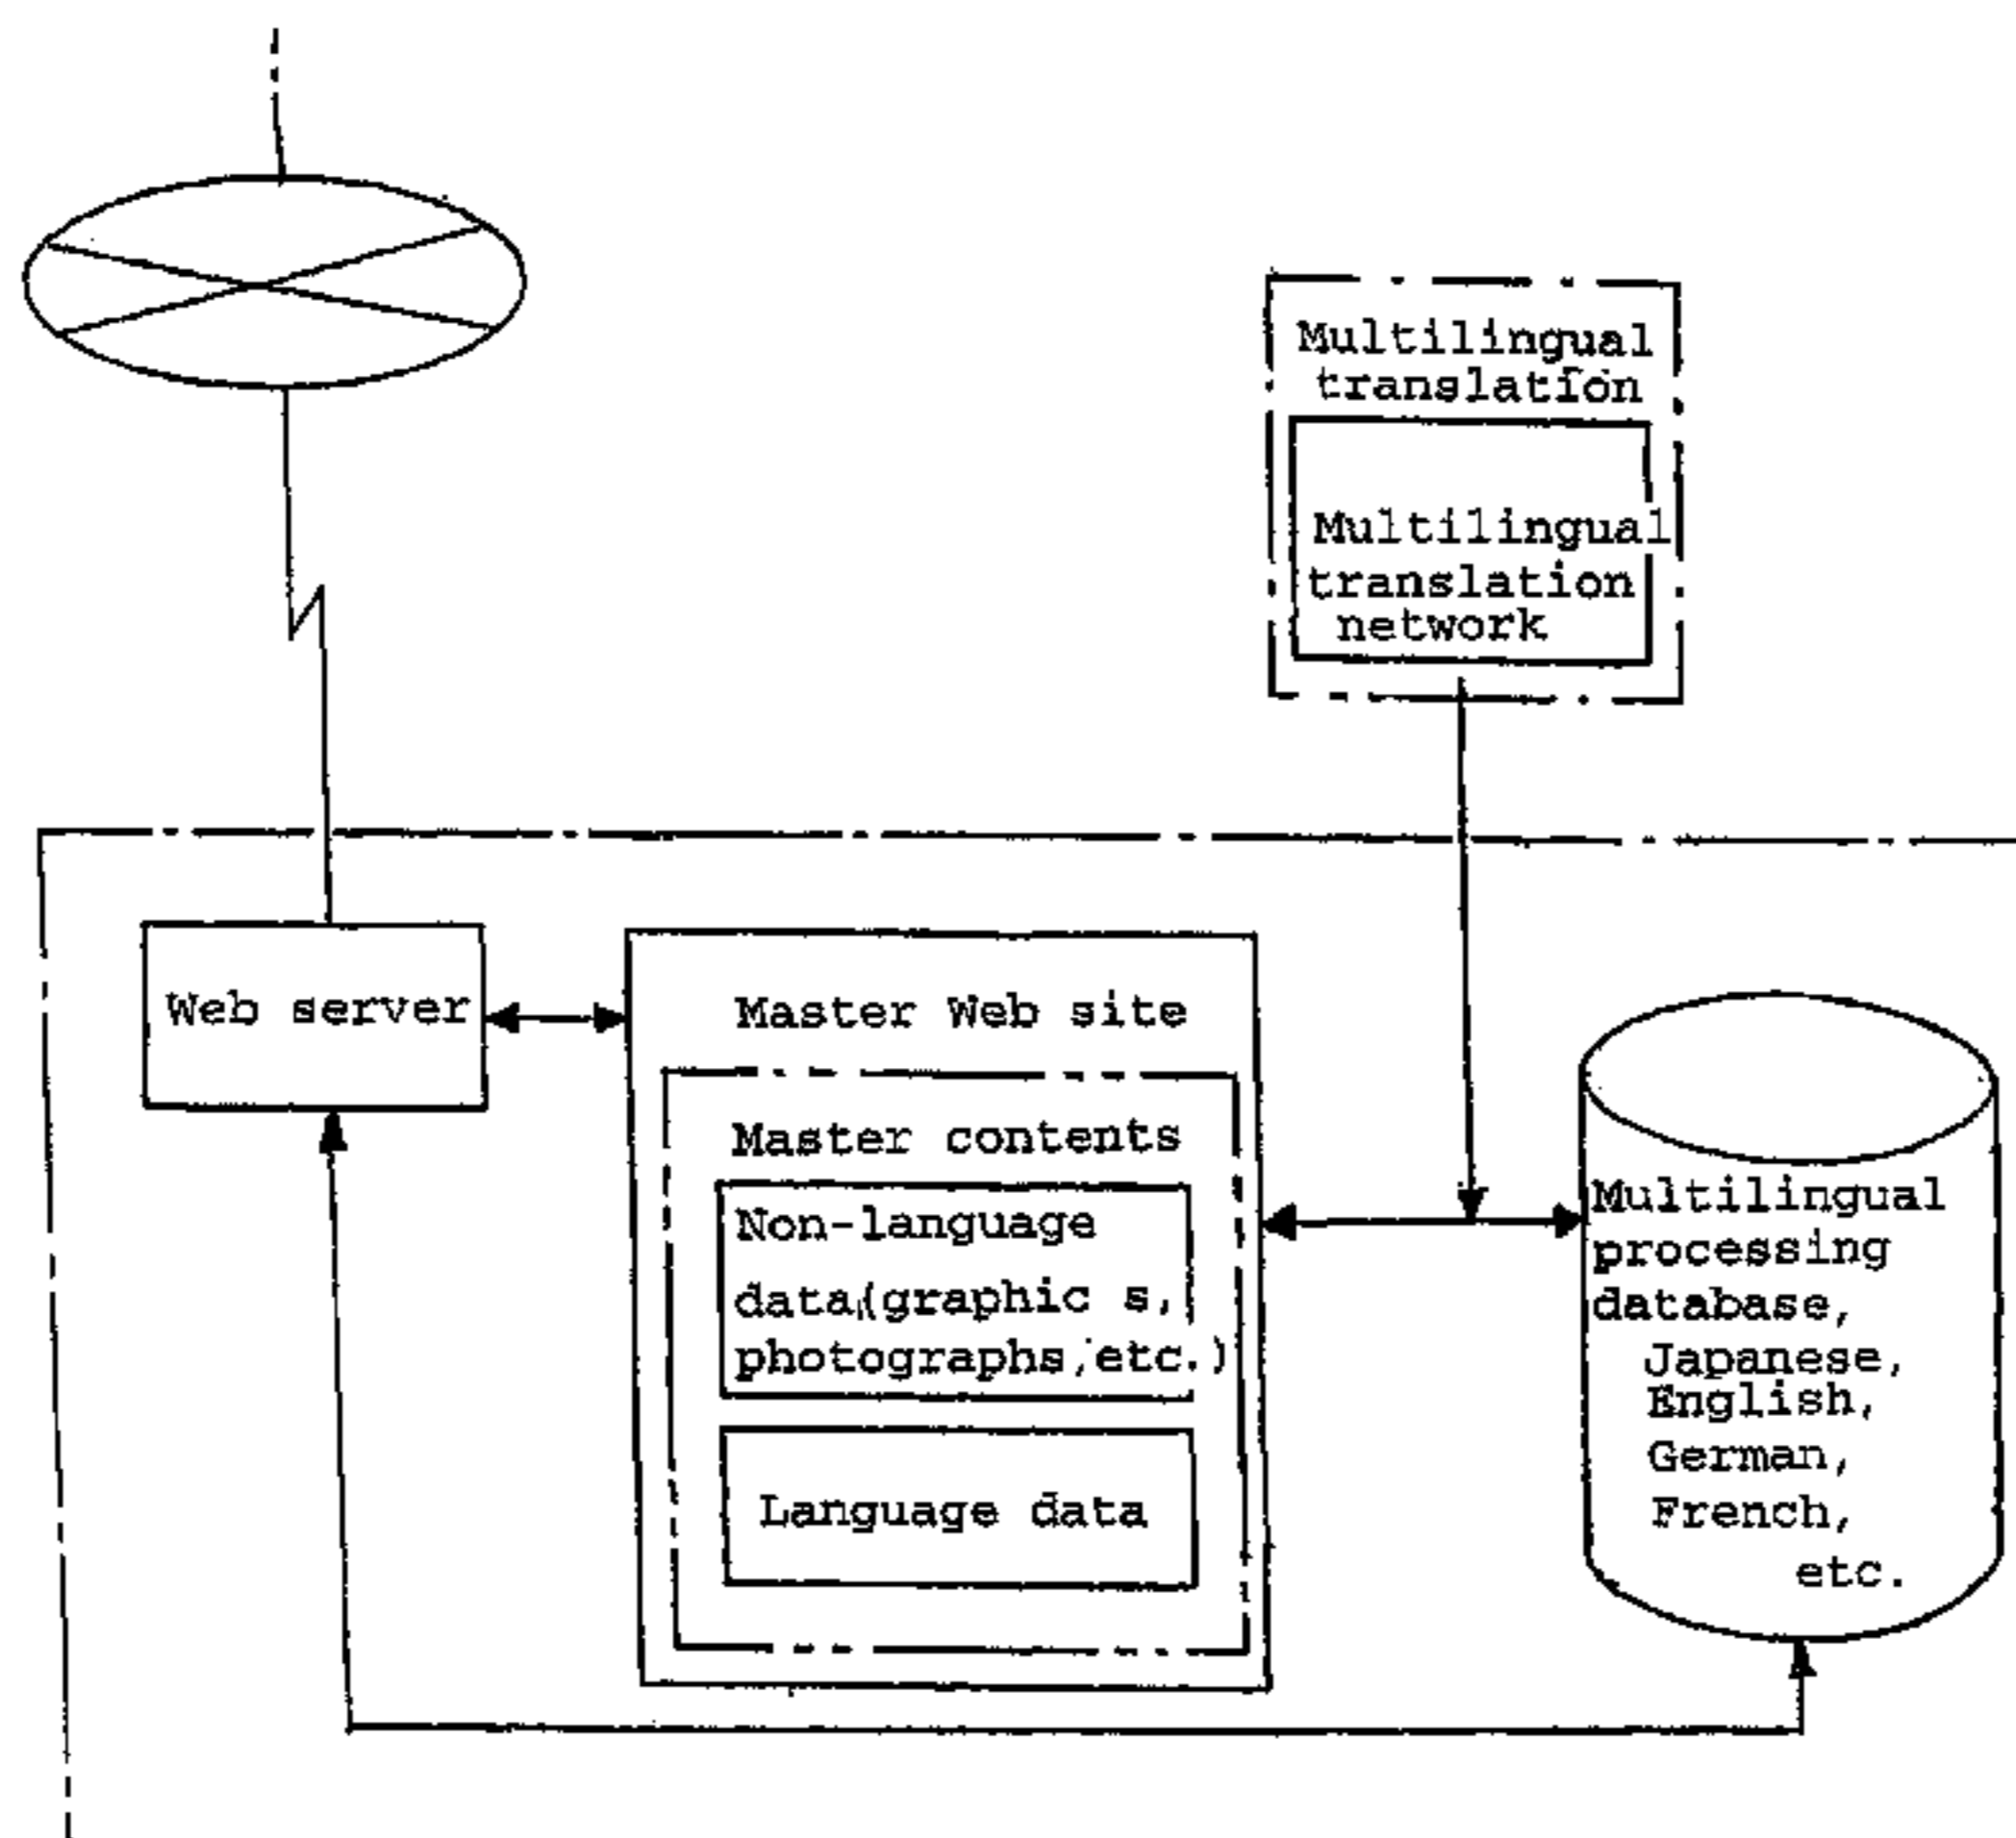 Multilingual
translation
Multilingual
translation
network
Web server
Master Web site
Master contents
Non-language
data(graphic s,
photographs,etc.)
Language data
Multilingual
processing
database,
Japanese,
English,
German,
French,
etc.